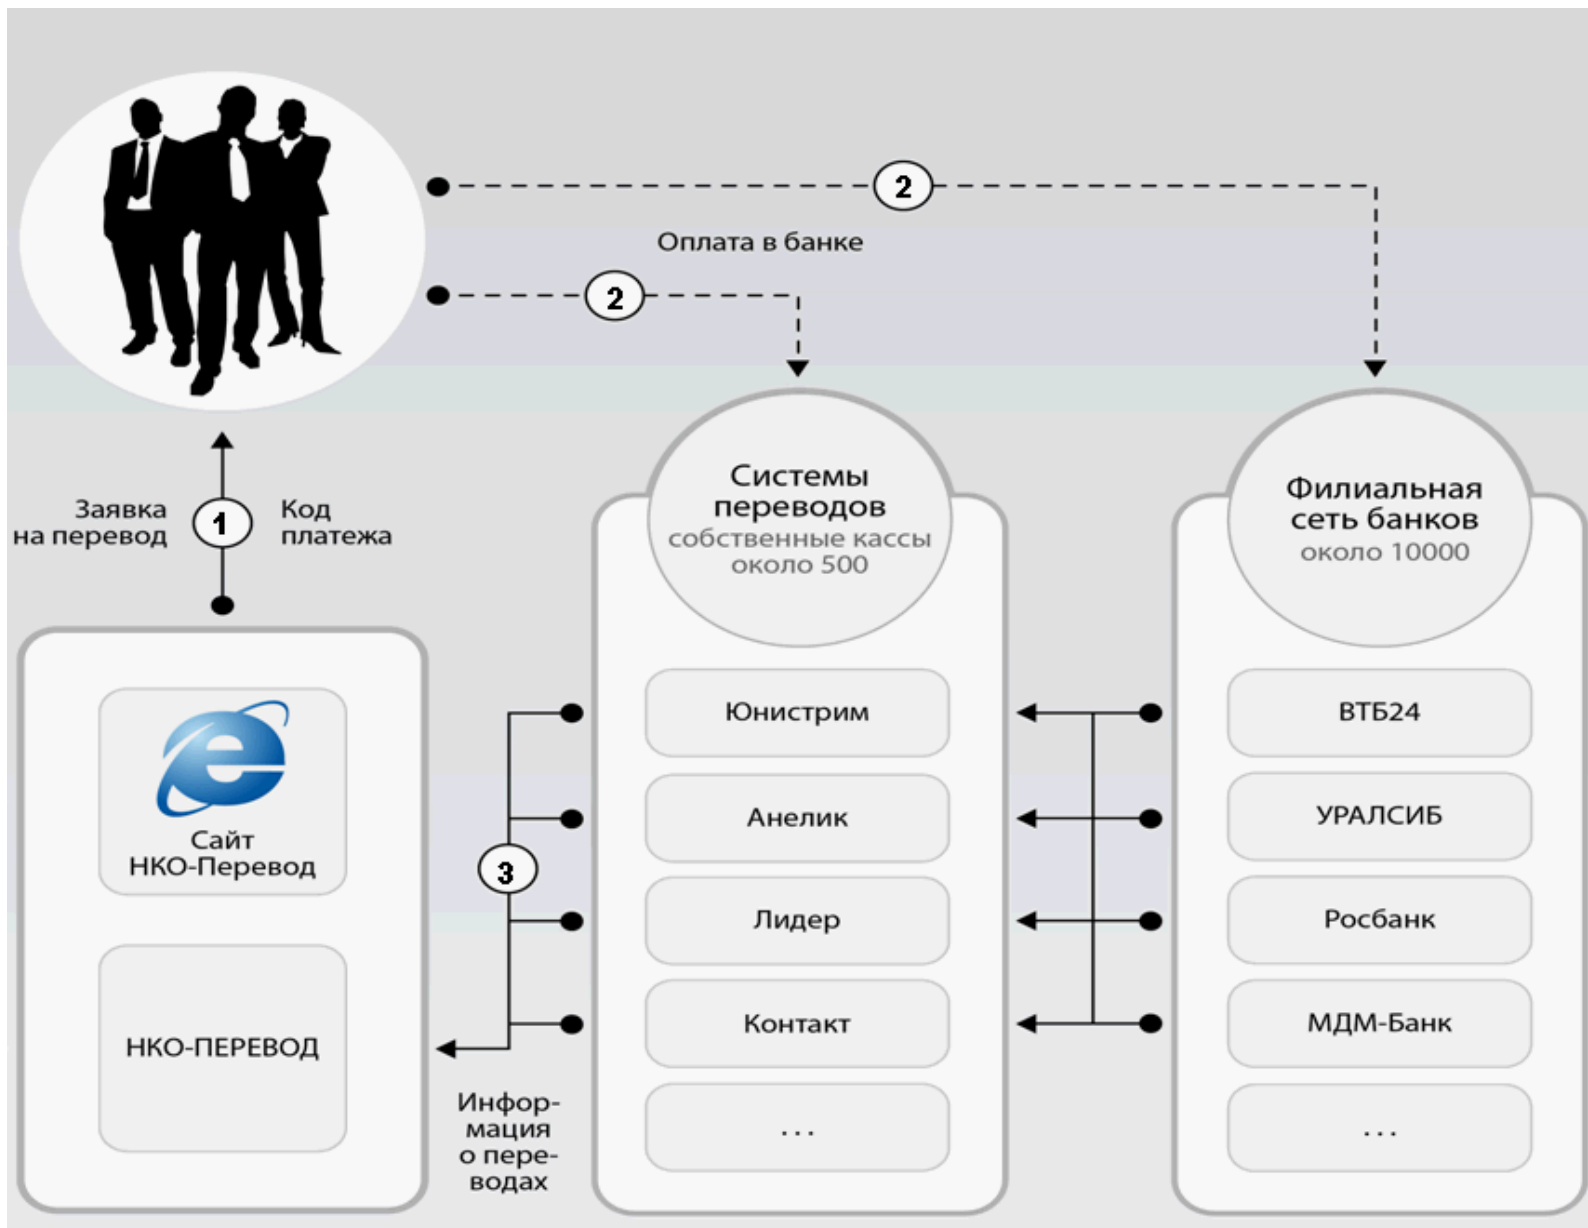 2
Оплата в банке
2
Заявка
на перевод
1
Код
платежа
Системы
переводов
собственные кассы
около 500
Филиальная
сеть банков
около 10000
Сайт
НКО-Перевод
НКО-ПЕРЕВОД
3
Инфор-
мация
о пере-
водах
Юнистрим
Анелик
Лидер
Контакт
...
ВТБ24
УРАЛСИБ
Росбанк
МДМ-Банк
...